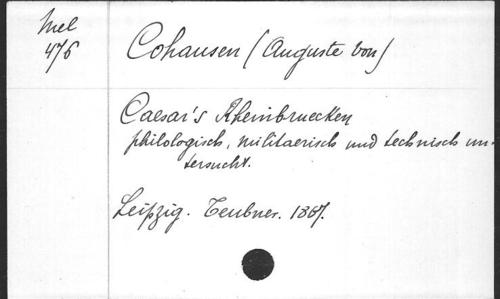 Mel
476
Cohausen (Auguste von)
Caesar's Rheinbruecken
philologisch, militaerisch und technisch un-
tersucht.
Leipzig. Teubner. 1867.